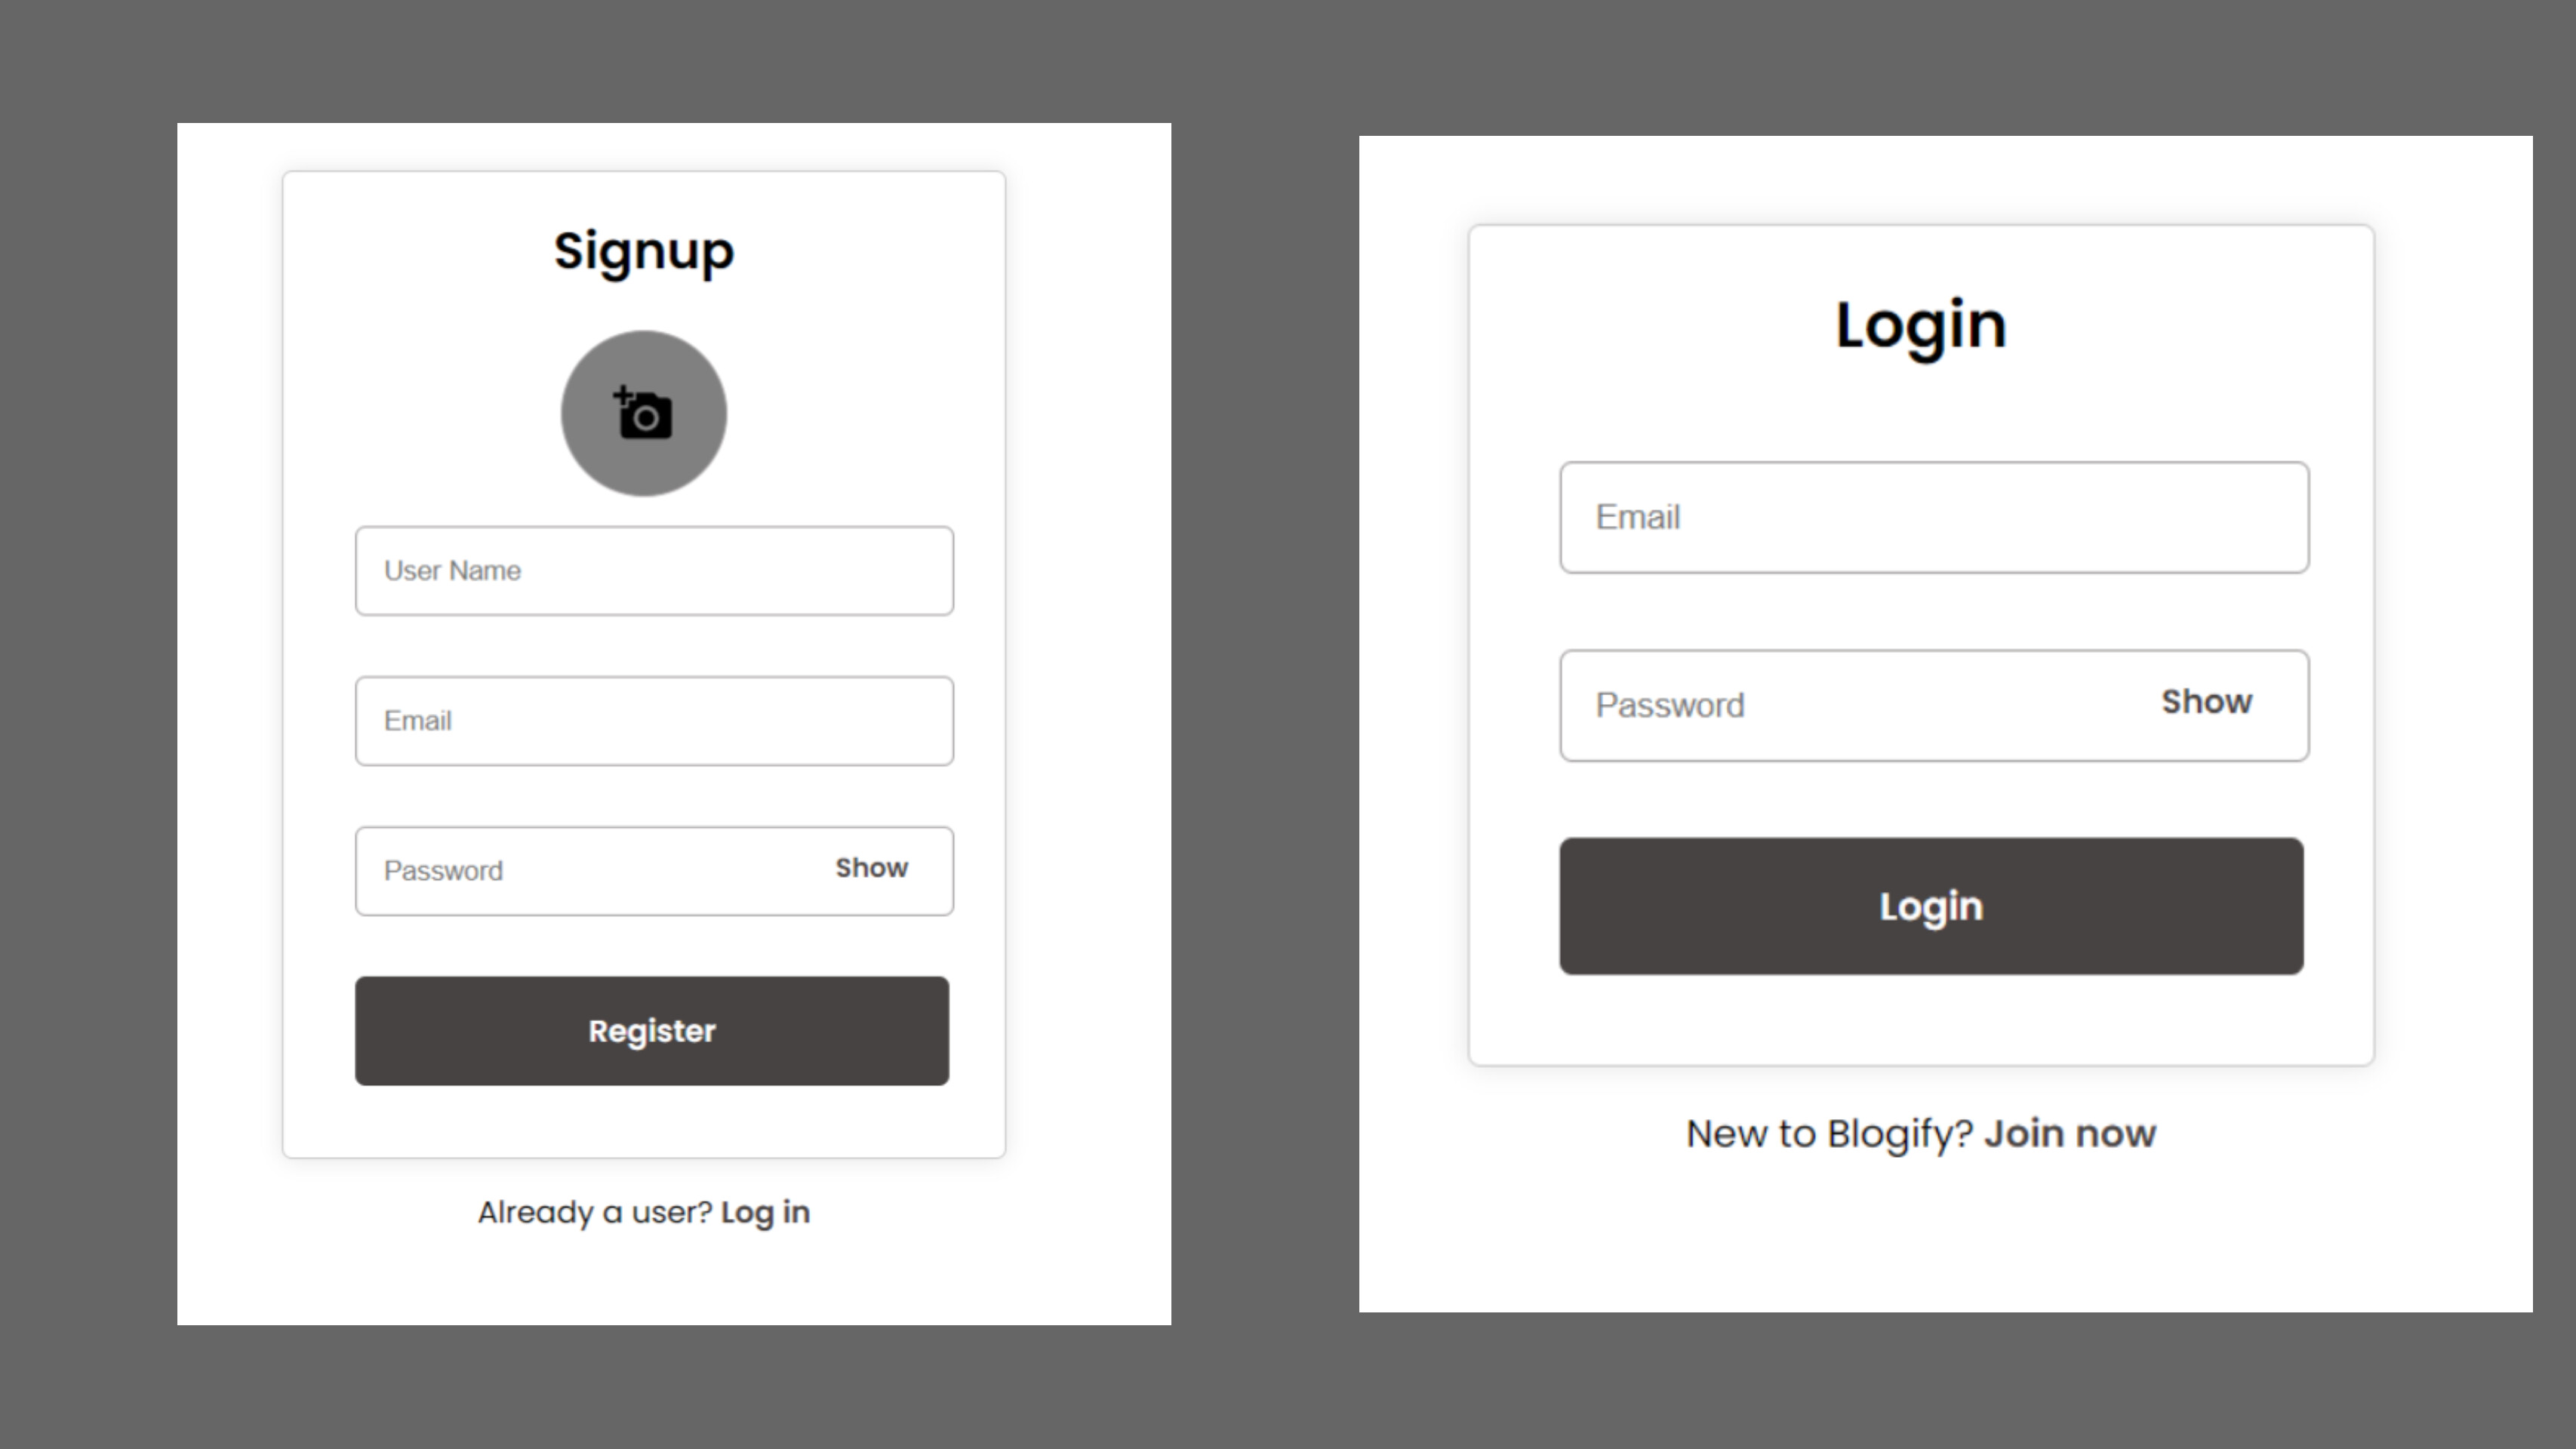 Signup
User Name
Email
Password Show
Register
Already a user? Log in
Login
Email
Password Show
Login
New to Blogify? Join now